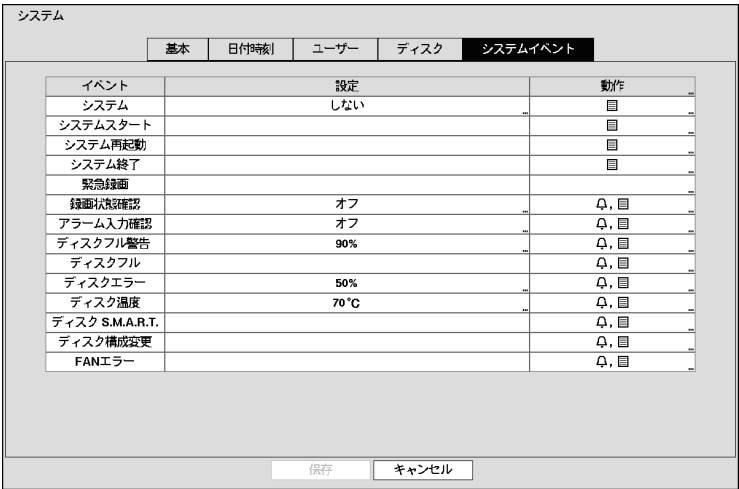 システム
基本 日付時刻 ユーザー ディスク システムイベント
イベント 設定 動作
システム しない
システムスタート
システム再起動
システム終了
緊急録画
録画状態確認 オフ
アラーム入力確認 オフ
ディスクフル警告 90%
ディスクフル
ディスクエラー 50%
ディスク温度 70℃
ディスク S.M.A.R.T.
ディスク構成変更
FANエラー
保存 キャンセル